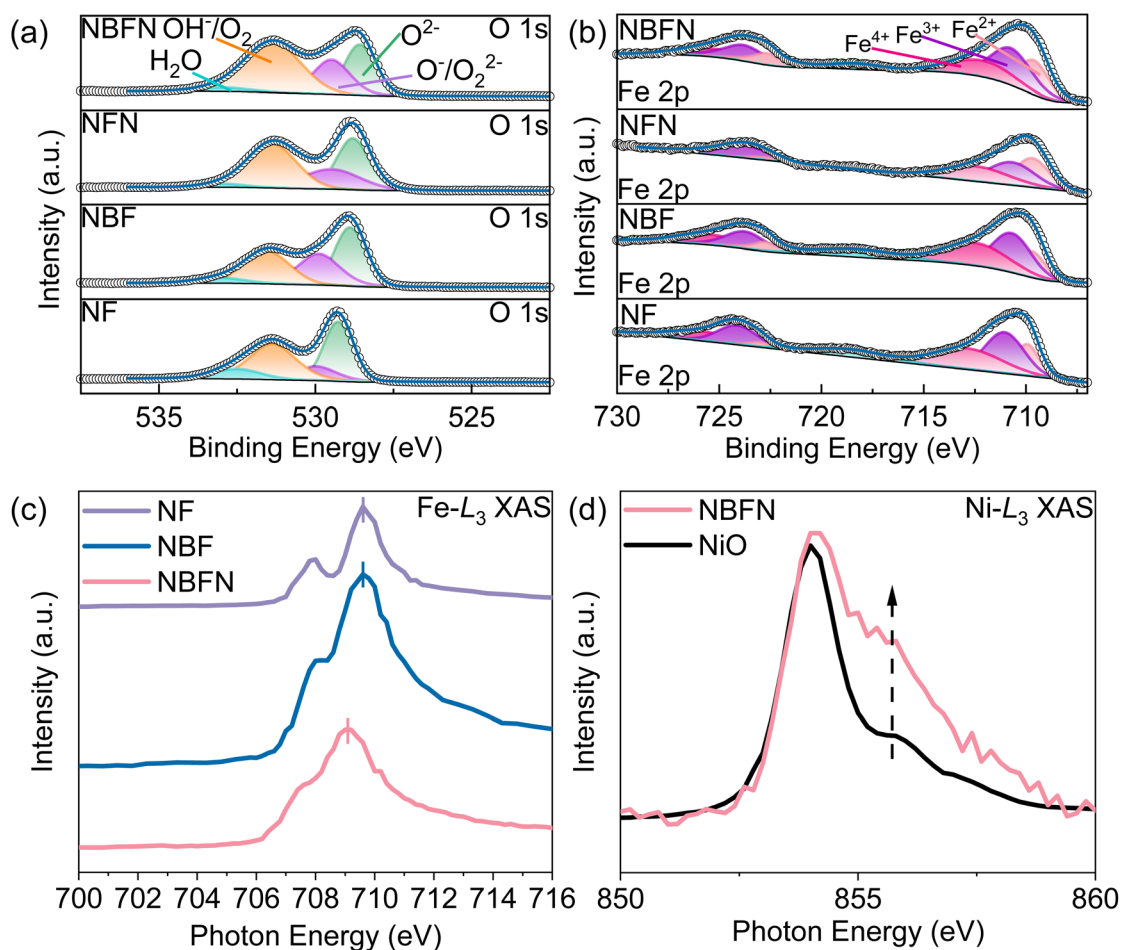 (a)
NBFN OH⁻/O₂
O 1s
H₂O
O²⁻
O⁻/O₂²⁻
NFN
O 1s
NBF
O 1s
NF
O 1s
Intensity (a.u.)
535
530
525
Binding Energy (eV)
(b)
NBFN
Fe⁴⁺
Fe³⁺
Fe²⁺
Fe 2p
NFN
Fe 2p
NBF
Fe 2p
NF
Fe 2p
Intensity (a.u.)
730
725
720
715
710
Binding Energy (eV)
(c)
NF
NBF
NBFN
Fe-L₃ XAS
Intensity (a.u.)
700 702 704 706 708 710 712 714 716
Photon Energy (eV)
(d)
NBFN
NiO
Ni-L₃ XAS
Intensity (a.u.)
850
855
860
Photon Energy (eV)